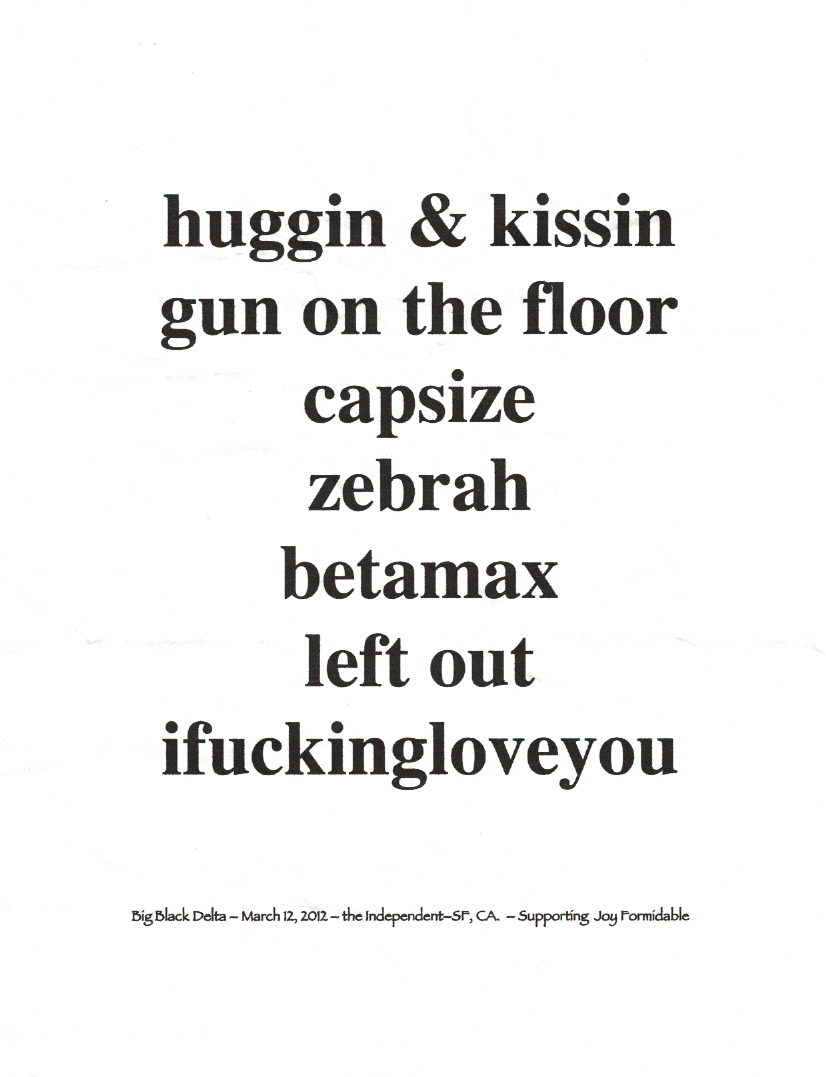 huggin & kissin
gun on the floor
capsize
zebrah
betamax
left out
ifuckingloveyou
Big Black Delta – March 12, 2012 – the Independent–SF, CA. – Supporting Joy Formidable